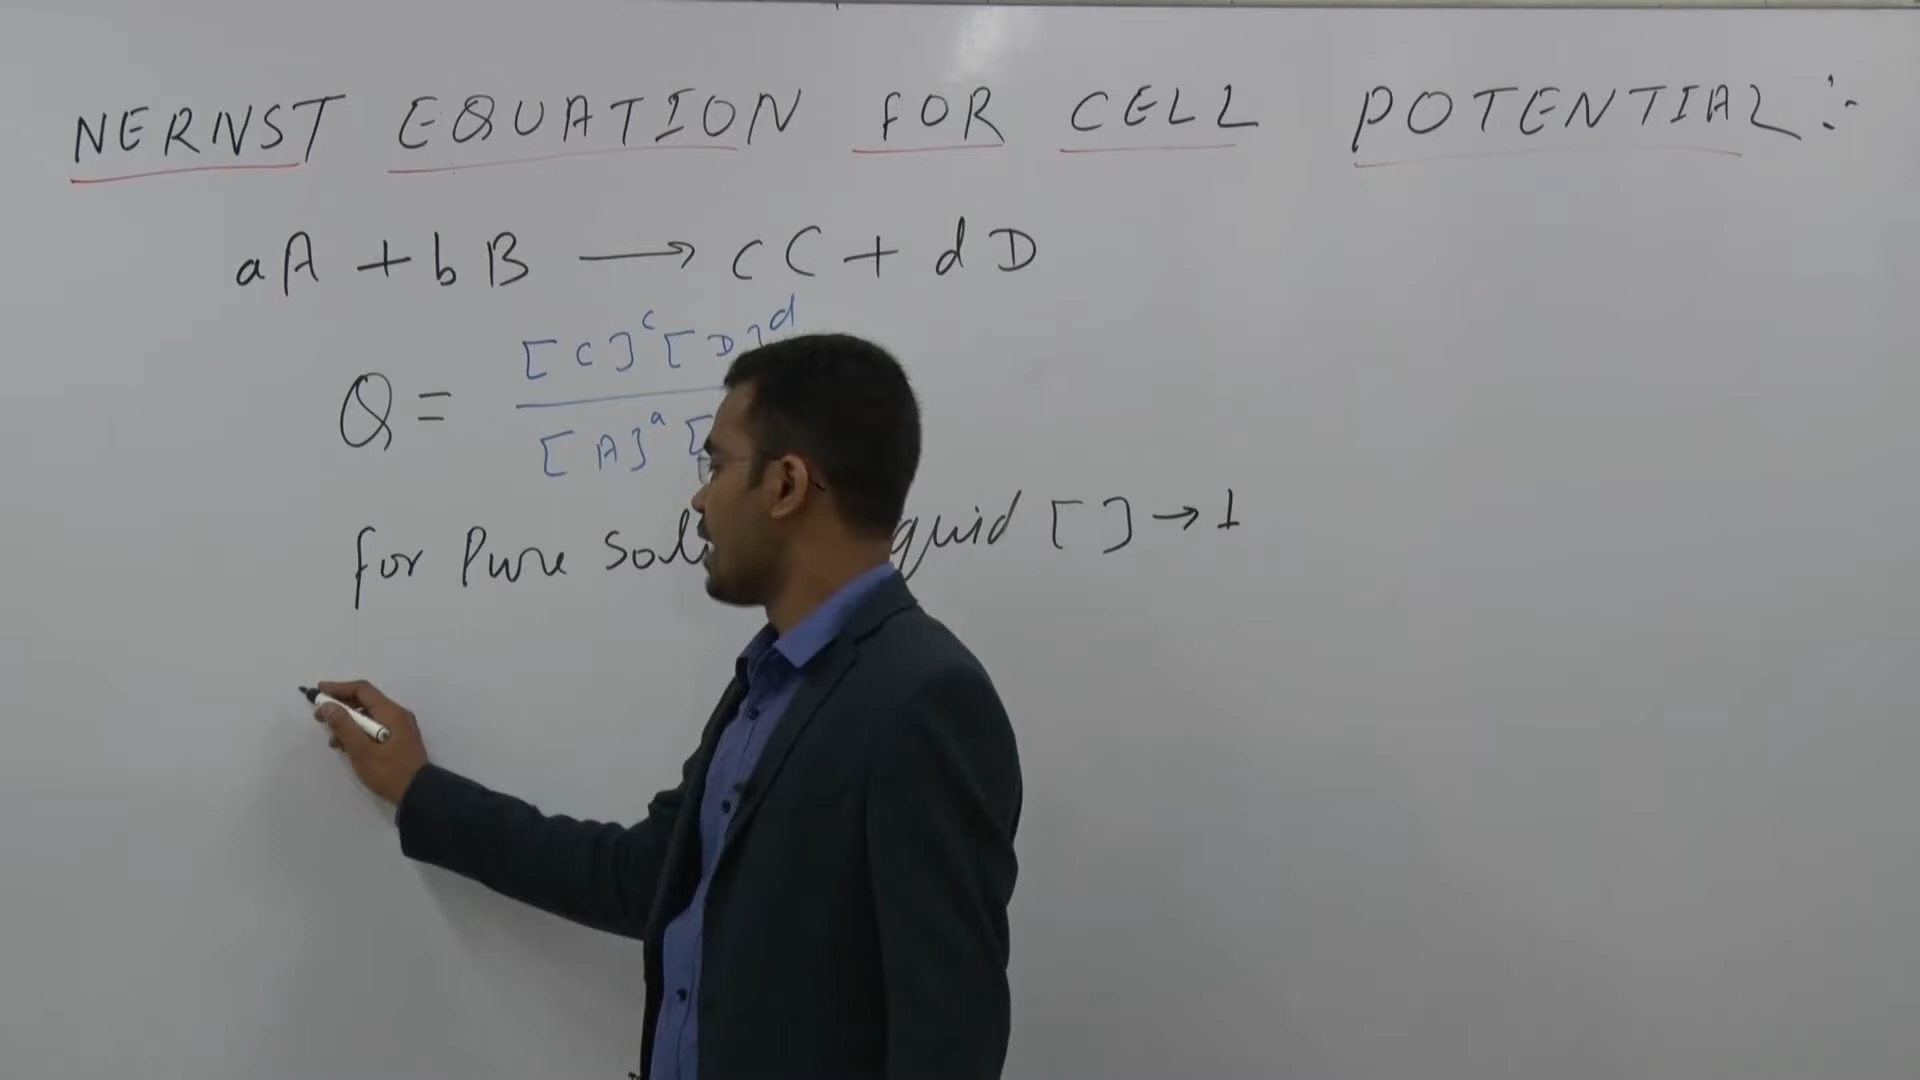 NERNST EQUATION FOR CELL POTENTIAL :-
aA + bB → cC + dD
[C]ᶜ [D]ᵈ
Q =
[A]ᵃ [
for Pure [ ] → 1